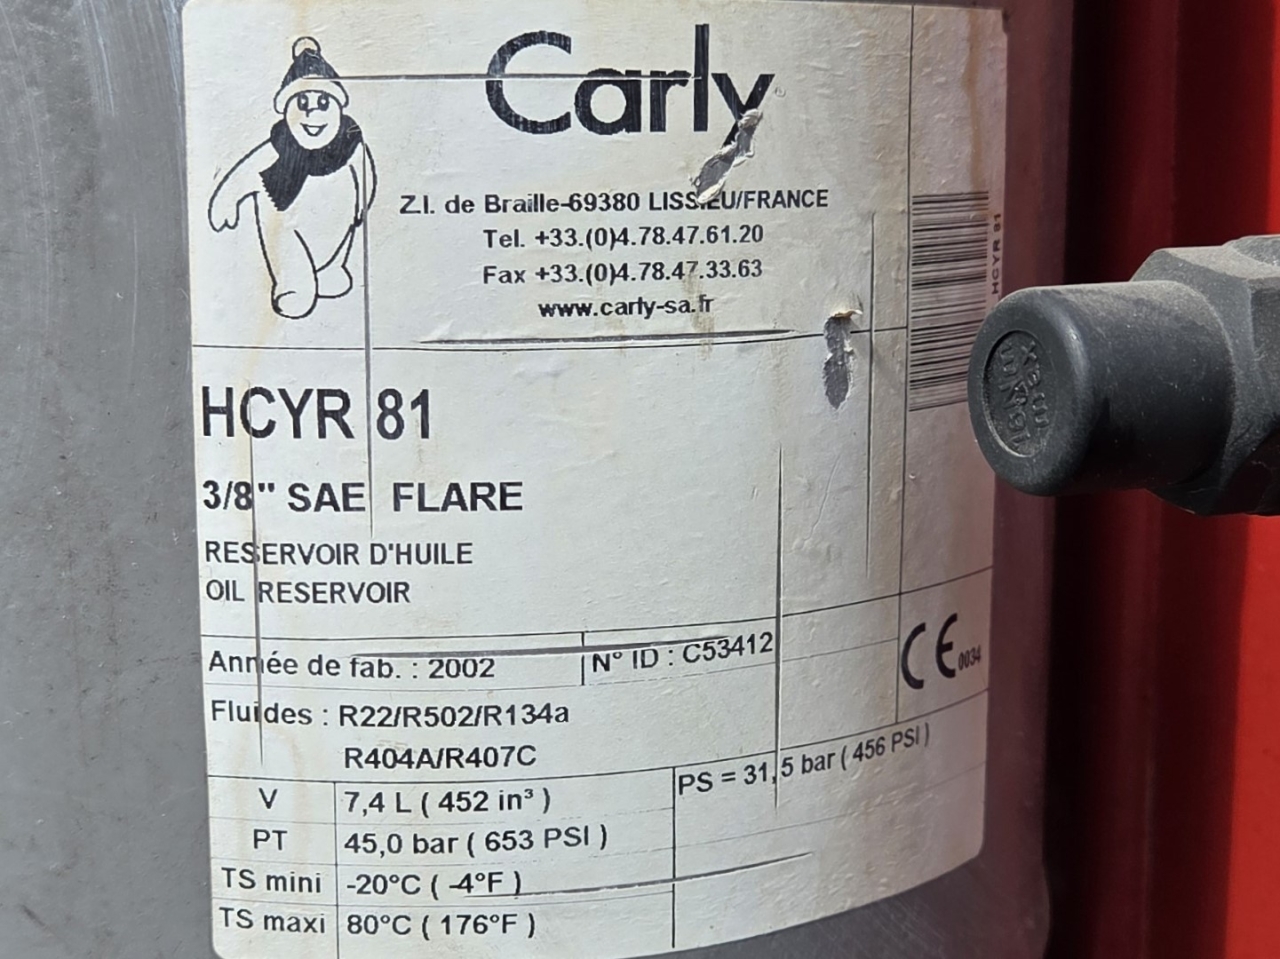 Carly
Z.I. de Braille-69380 LISSIEU/FRANCE
Tel. +33.(0)4.78.47.61.20
Fax +33.(0)4.78.47.33.63
www.carly-sa.fr
HCYR 81
HCYR 81
3/8" SAE FLARE
RESERVOIR D'HUILE
OIL RESERVOIR
Année de fab. : 2002
N° ID : C53412
CE 0034
Fluides : R22/R502/R134a
R404A/R407C
PS = 31,5 bar ( 456 PSI )
V 7,4 L ( 452 in³ )
PT 45,0 bar ( 653 PSI )
TS mini -20°C ( -4°F )
TS maxi 80°C ( 176°F )